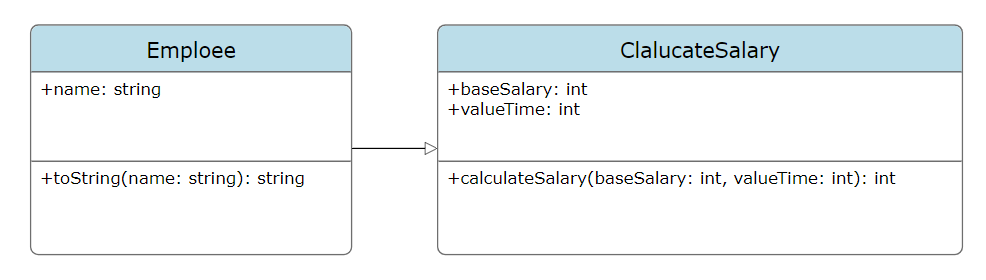 Emploee
+name: string
+toString(name: string): string
ClalucateSalary
+baseSalary: int
+valueTime: int
+calculateSalary(baseSalary: int, valueTime: int): int